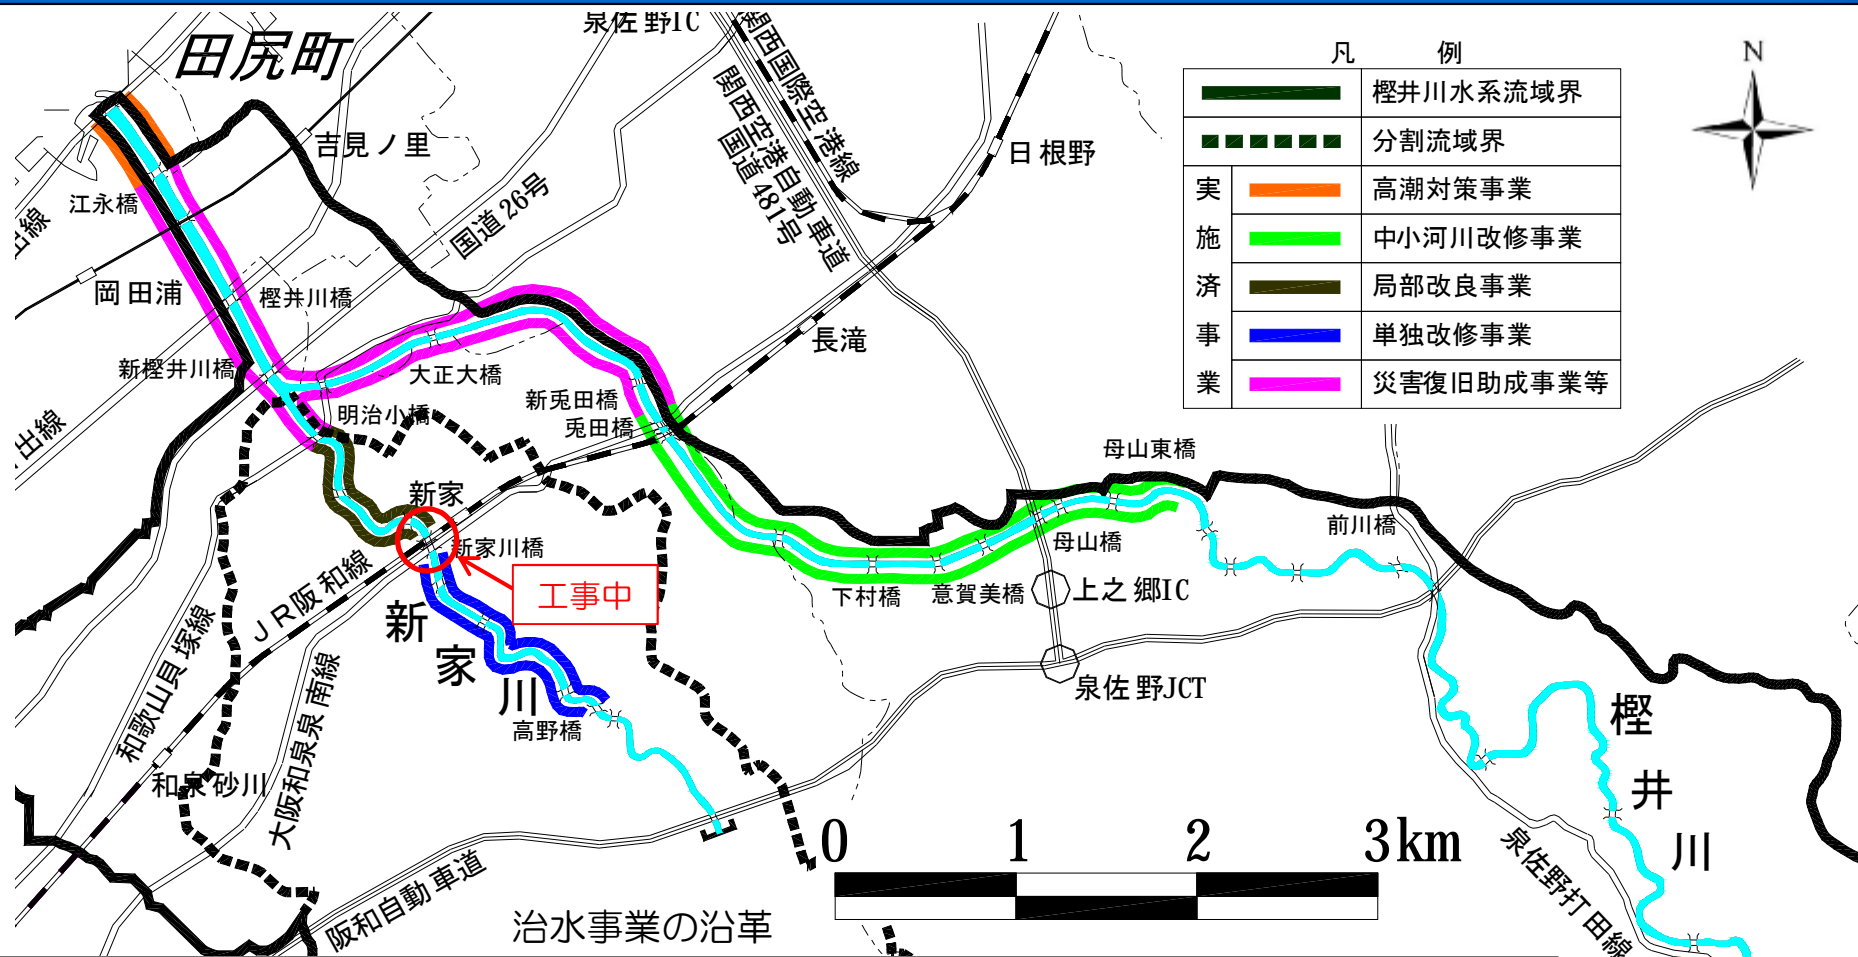 泉佐野IC
田尻町
関西国際空港線
関西空港自動車道
国道481号
吉見ノ里
日根野
国道26号
江永橋
出線
岡田浦
樫井川橋
新樫井川橋
長滝
大正大橋
明治小橋
新兎田橋
兎田橋
出線
母山東橋
新家
前川橋
新家川橋
母山橋
工事中
下村橋
意賀美橋
上之郷IC
JR阪和線
新家川
泉佐野JCT
高野橋
和歌山貝塚線
大阪和泉泉南線
和泉砂川
樫井川
阪和自動車道
泉佐野打田線
治水事業の沿革
0 1 2 3km
N
凡 例
樫井川水系流域界
分割流域界
実施済事業
高潮対策事業
中小河川改修事業
局部改良事業
単独改修事業
災害復旧助成事業等